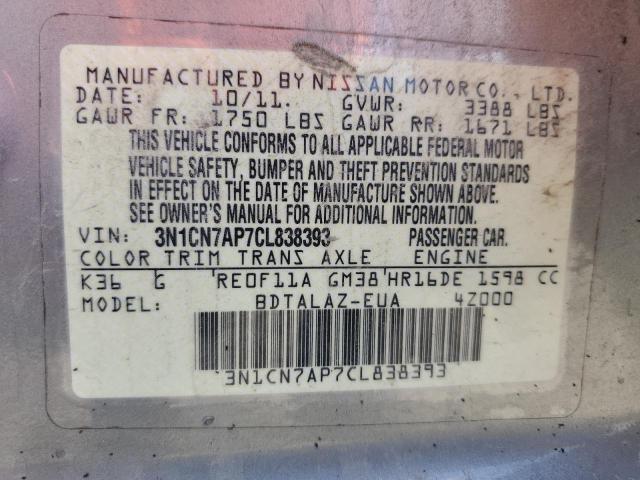 MANUFACTURED BY NISSAN MOTOR CO., LTD.
DATE: 10/11. GVWR: 3388 LBS
GAWR FR: 1750 LBS GAWR RR: 1671 LBS
THIS VEHICLE CONFORMS TO ALL APPLICABLE FEDERAL MOTOR
VEHICLE SAFETY, BUMPER AND THEFT PREVENTION STANDARDS
IN EFFECT ON THE DATE OF MANUFACTURE SHOWN ABOVE.
SEE OWNER'S MANUAL FOR ADDITIONAL INFORMATION.
VIN: 3N1CN7AP7CL838393 PASSENGER CAR.
COLOR TRIM TRANS AXLE ENGINE
K36 G RE0F11A GM38 HR16DE 1598 CC
MODEL: BDTALAZ-EUA 4Z000
3N1CN7AP7CL838393